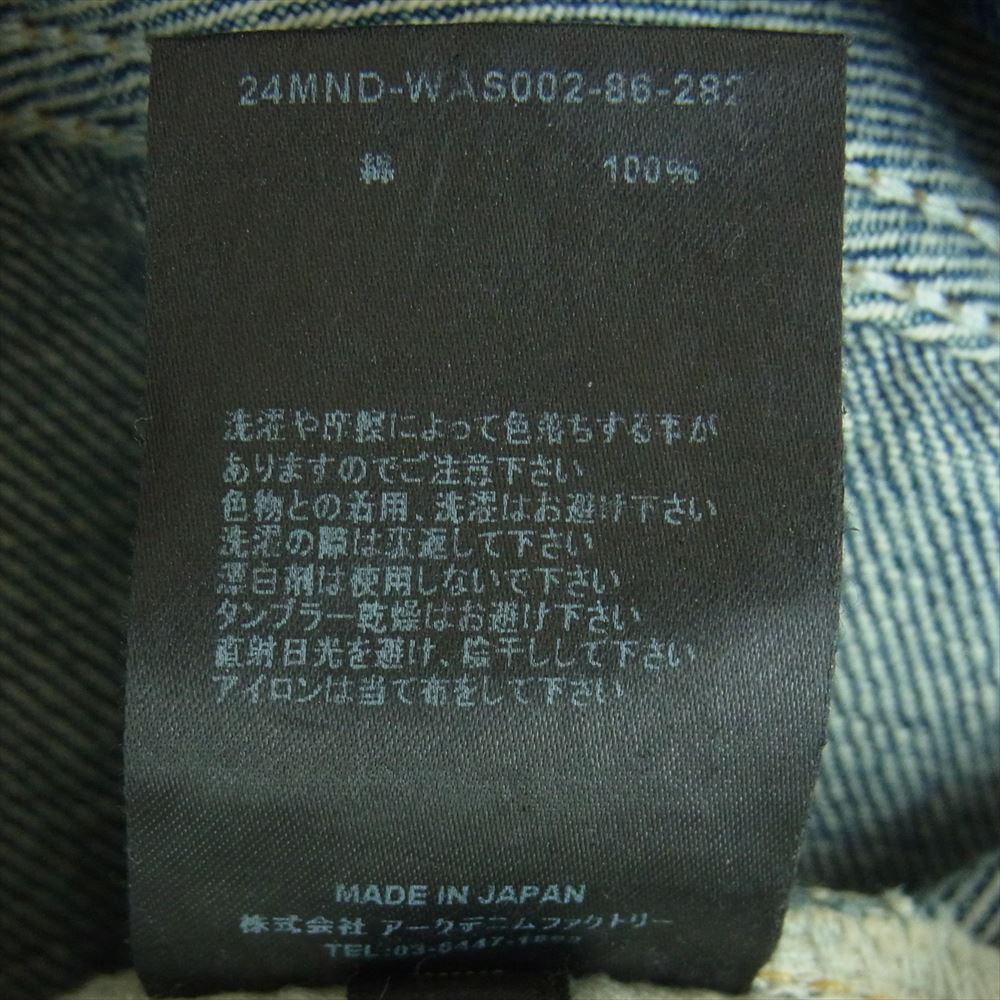 24MND-WAS002-86-282
綿 100%
洗濯や摩擦によって色落ちする事が
ありますのでご注意下さい
色物との着用、洗濯はお避け下さい
洗濯の際は裏返して下さい
漂白剤は使用しないで下さい
タンブラー乾燥はお避け下さい
直射日光を避け、陰干しして下さい
アイロンは当て布をして下さい
MADE IN JAPAN
株式会社 アークデニムファクトリー
TEL:03-6447-